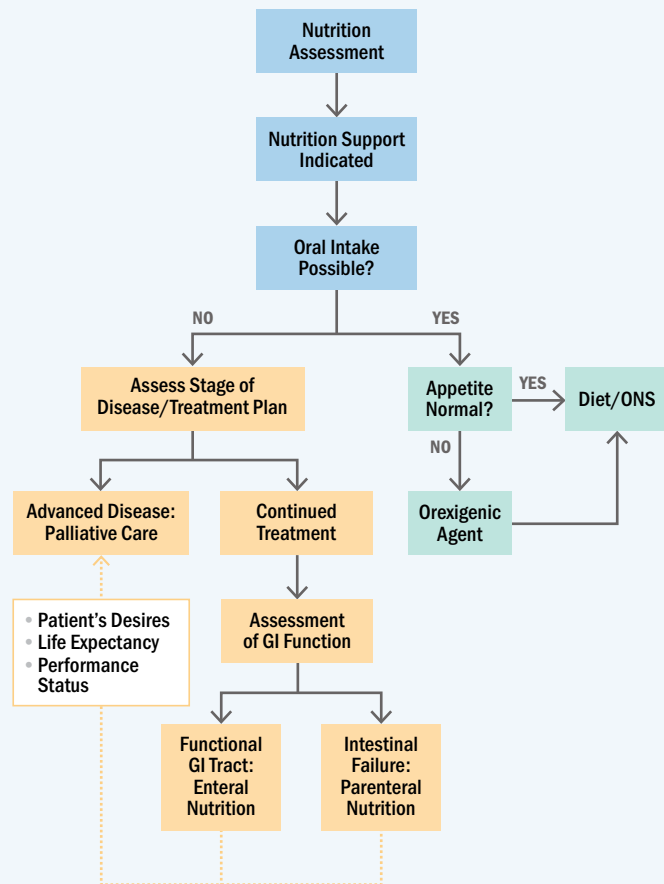 Nutrition
Assessment
Nutrition Support
Indicated
Oral Intake
Possible?
NO
YES
Assess Stage of
Disease/Treatment Plan
Appetite
Normal?
YES
Diet/ONS
NO
Advanced Disease:
Palliative Care
Continued
Treatment
Orexigenic
Agent
• Patient's Desires
• Life Expectancy
• Performance
Status
Assessment
of GI Function
Functional
GI Tract:
Enteral
Nutrition
Intestinal
Failure:
Parenteral
Nutrition